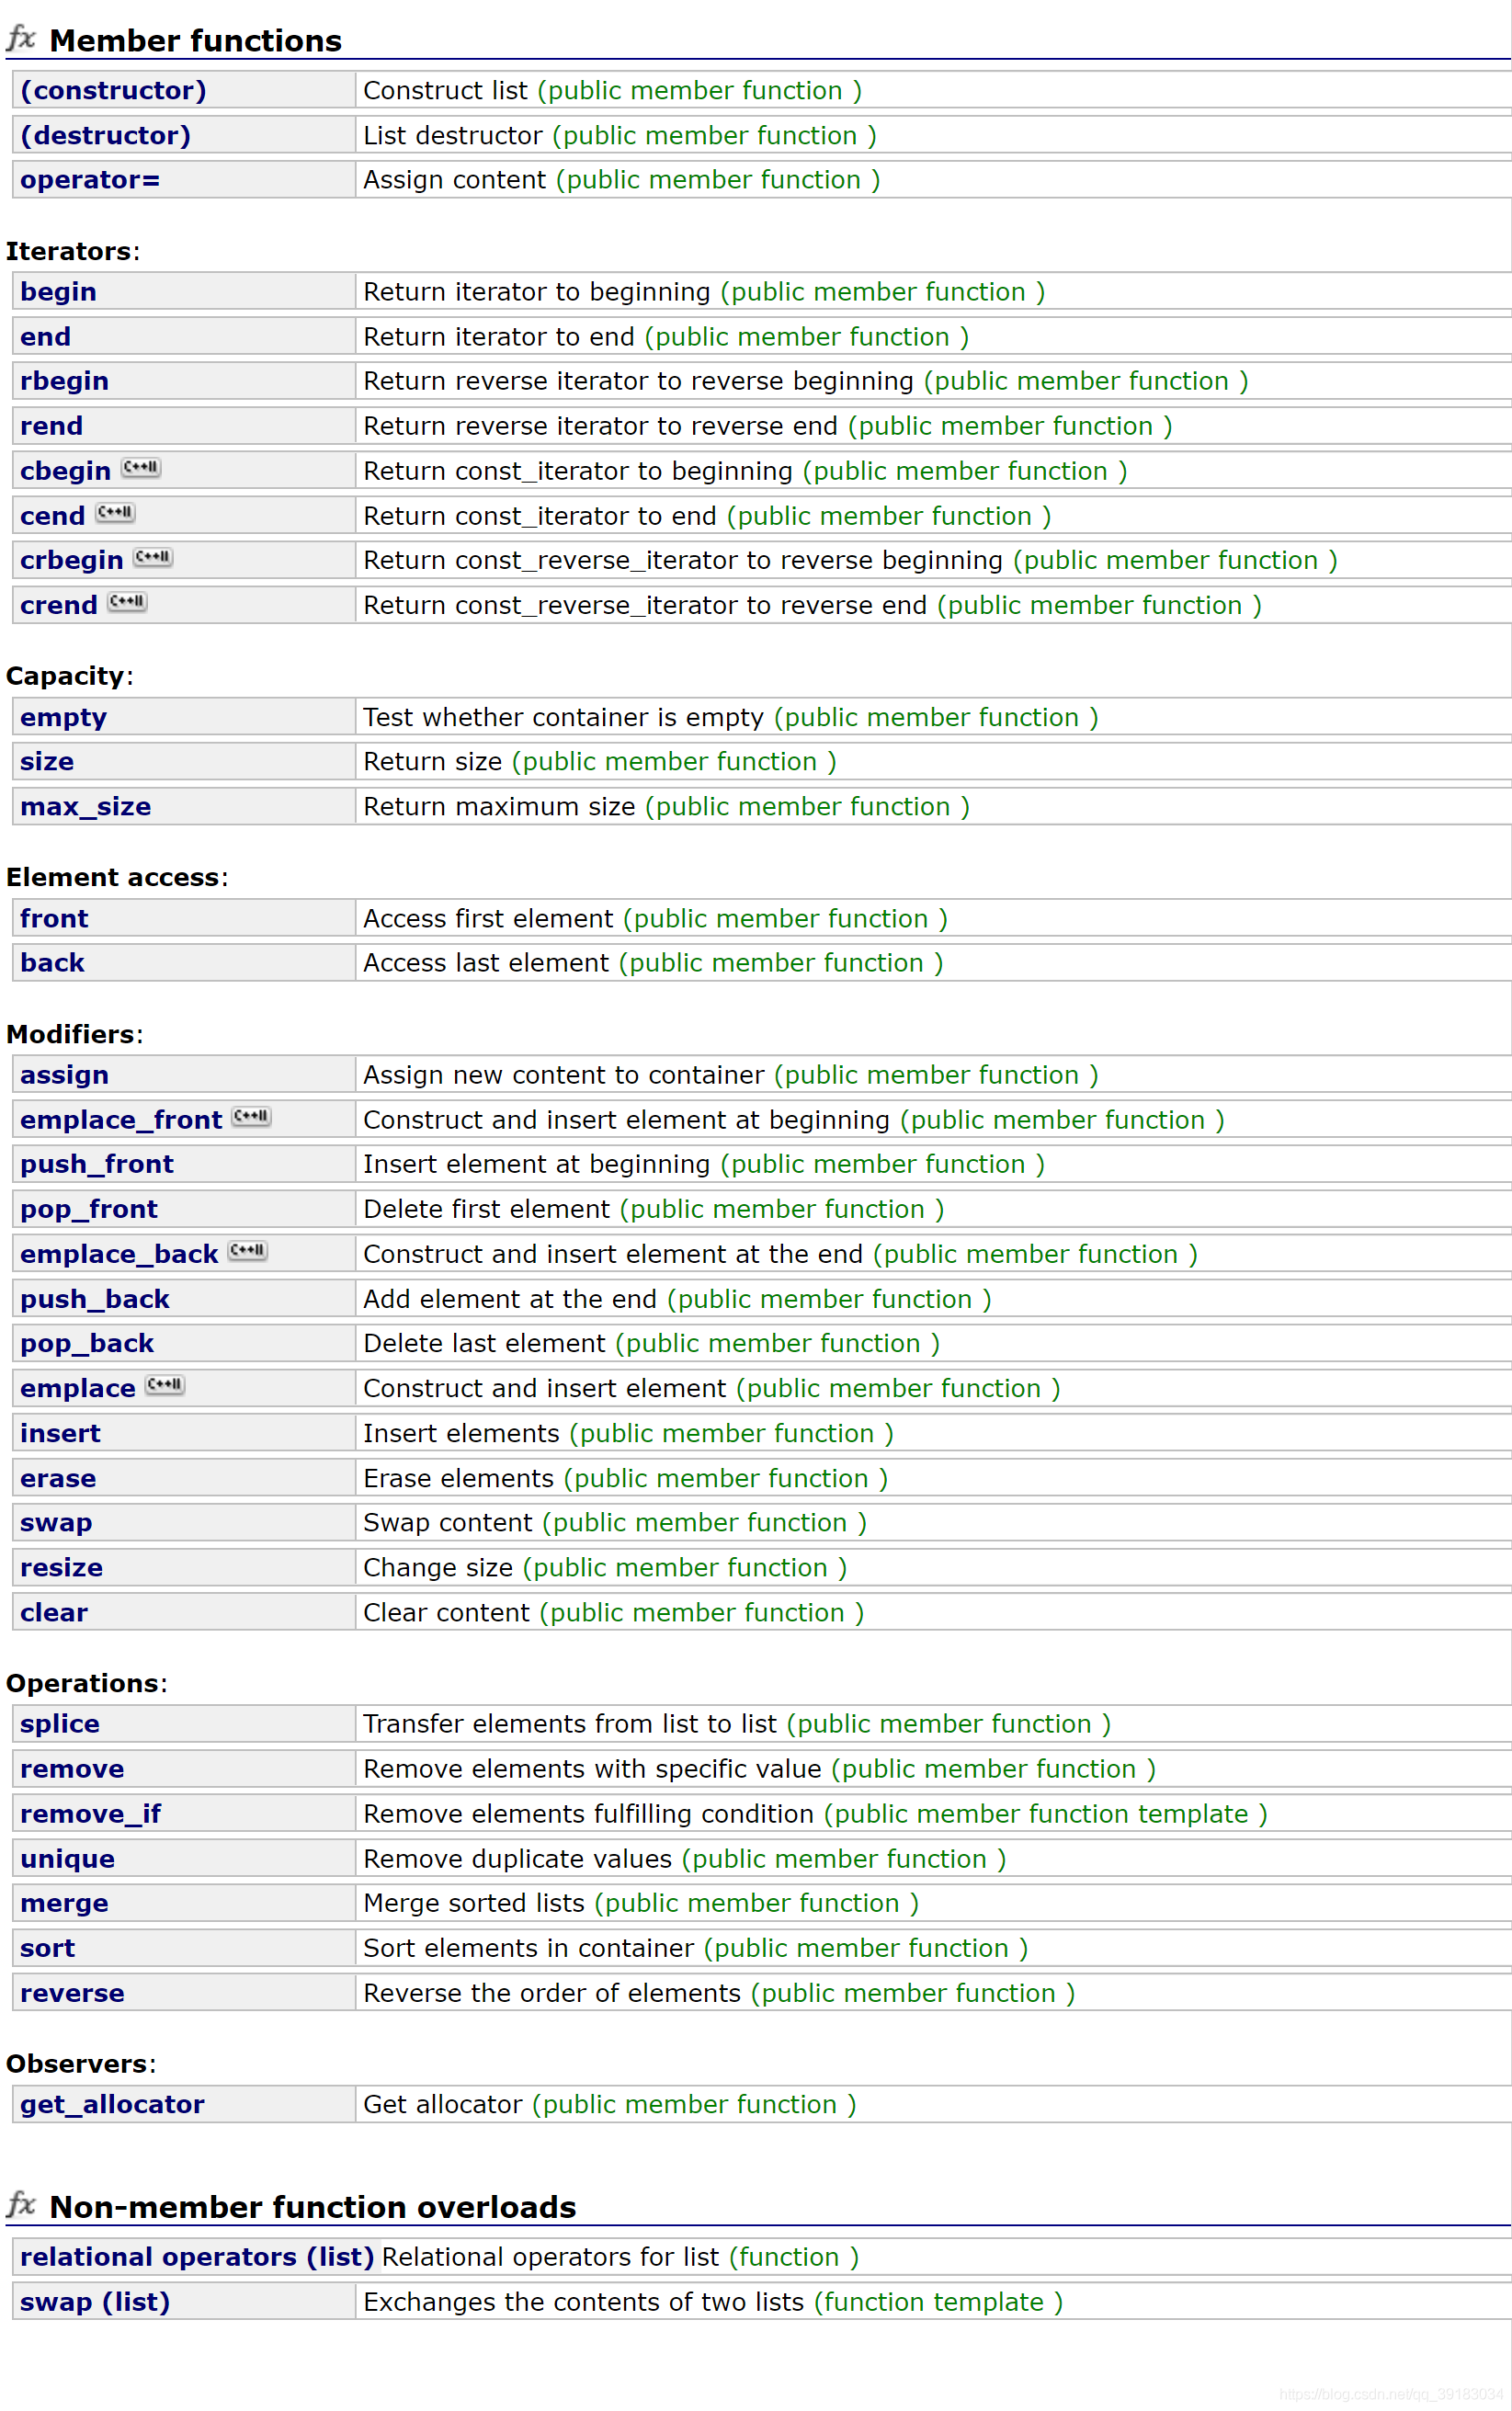 fx Member functions
(constructor) Construct list (public member function )
(destructor) List destructor (public member function )
operator= Assign content (public member function )
Iterators:
begin Return iterator to beginning (public member function )
end Return iterator to end (public member function )
rbegin Return reverse iterator to reverse beginning (public member function )
rend Return reverse iterator to reverse end (public member function )
cbegin C++11 Return const_iterator to beginning (public member function )
cend C++11 Return const_iterator to end (public member function )
crbegin C++11 Return const_reverse_iterator to reverse beginning (public member function )
crend C++11 Return const_reverse_iterator to reverse end (public member function )
Capacity:
empty Test whether container is empty (public member function )
size Return size (public member function )
max_size Return maximum size (public member function )
Element access:
front Access first element (public member function )
back Access last element (public member function )
Modifiers:
assign Assign new content to container (public member function )
emplace_front C++11 Construct and insert element at beginning (public member function )
push_front Insert element at beginning (public member function )
pop_front Delete first element (public member function )
emplace_back C++11 Construct and insert element at the end (public member function )
push_back Add element at the end (public member function )
pop_back Delete last element (public member function )
emplace C++11 Construct and insert element (public member function )
insert Insert elements (public member function )
erase Erase elements (public member function )
swap Swap content (public member function )
resize Change size (public member function )
clear Clear content (public member function )
Operations:
splice Transfer elements from list to list (public member function )
remove Remove elements with specific value (public member function )
remove_if Remove elements fulfilling condition (public member function template )
unique Remove duplicate values (public member function )
merge Merge sorted lists (public member function )
sort Sort elements in container (public member function )
reverse Reverse the order of elements (public member function )
Observers:
get_allocator Get allocator (public member function )
fx Non-member function overloads
relational operators (list) Relational operators for list (function )
swap (list) Exchanges the contents of two lists (function template )
https://blog.csdn.net/qq_39183034